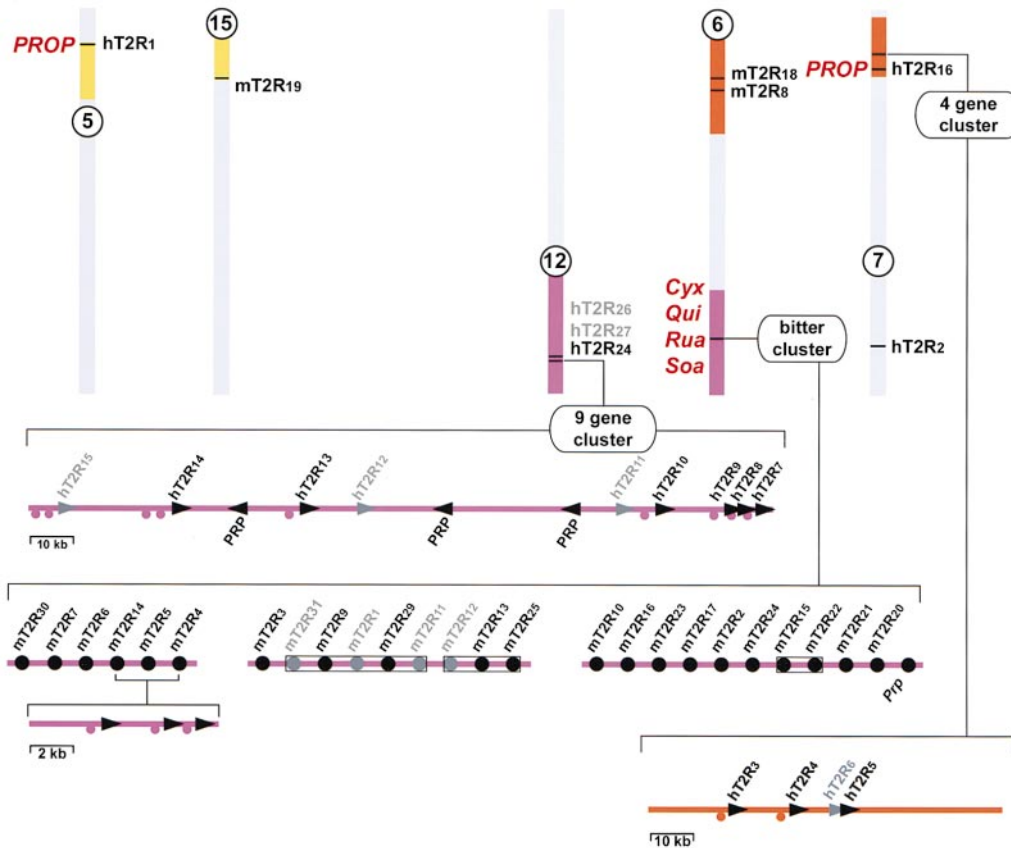 PROP
hT2R1
5
15
mT2R19
12
hT2R26
hT2R27
hT2R24
6
mT2R18
mT2R8
Cyx
Qui
Rua
Soa
PROP
hT2R16
7
hT2R2
4 gene
cluster
bitter
cluster
9 gene
cluster
hT2R15
hT2R14
PRP
hT2R13
hT2R12
PRP
PRP
hT2R11
hT2R10
hT2R9
hT2R8
hT2R7
10 kb
mT2R30
mT2R7
mT2R6
mT2R14
mT2R5
mT2R4
mT2R3
mT2R31
mT2R9
mT2R1
mT2R29
mT2R11
mT2R12
mT2R13
mT2R25
mT2R10
mT2R16
mT2R23
mT2R17
mT2R2
mT2R24
mT2R15
mT2R22
mT2R21
mT2R20
Prp
2 kb
hT2R3
hT2R4
hT2R6
hT2R5
10 kb